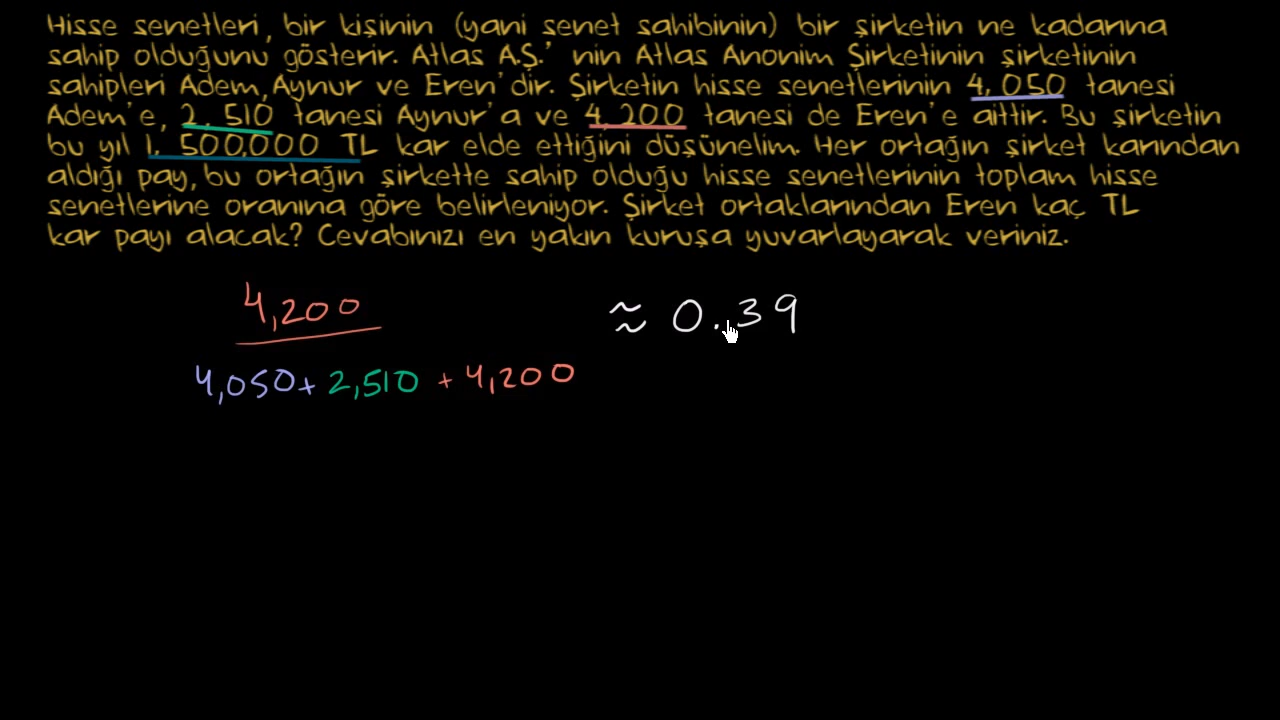 Hisse senetleri, bir kişinin (yani senet sahibinin) bir şirketin ne kadarına
sahip olduğunu gösterir. Atlas A.Ş.' nin Atlas Anonim Şirketinin şirketinin
sahipleri Adem, Aynur ve Eren'dir. Şirketin hisse senetlerinin 4, 050 tanesi
Adem'e, 2, 510 tanesi Aynur'a ve 4, 200 tanesi de Eren'e aittir. Bu şirketin
bu yıl 1, 500,000 TL kar elde ettiğini düşünelim. Her ortağın şirket karından
aldığı pay, bu ortağın şirkette sahip olduğu hisse senetlerinin toplam hisse
senetlerine oranına göre belirleniyor. Şirket ortaklarından Eren kaç TL
kar payı alacak? Cevabınızı en yakın kuruşa yuvarlayarak veriniz.
4,200 ≈ 0.39
4,050 + 2,510 + 4,200